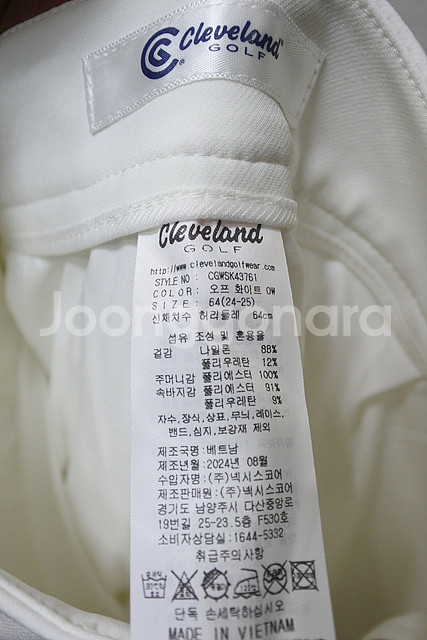 Cleveland
GOLF
Cleveland
GOLF
http://www.clevelandgolfwear.com
STYLE NO : CGWSK43761
COLOR: 오프 화이트 OW
SIZE: 64(24-25)
신체치수 허리둘레 64cm
Joonggonara
섬유 조성 및 혼용율
겉감 나일론 88%
폴리우레탄 12%
주머니감 폴리에스터 100%
속바지감 폴리에스터 91%
폴리우레탄 9%
자수,장식,상표,무늬,레이스,
밴드,심지,보강재 제외
제조국명:베트남
제조년월:2024년 08월
수입자명:(주)넥시스코어
제조판매원:(주)넥시스코어
경기도 남양주시 다산중앙로
19번길 25-23.5층 F530호
소비자상담실:1644-5332
취급주의사항
단독 손세탁하십시오
MADE IN VIETNAM